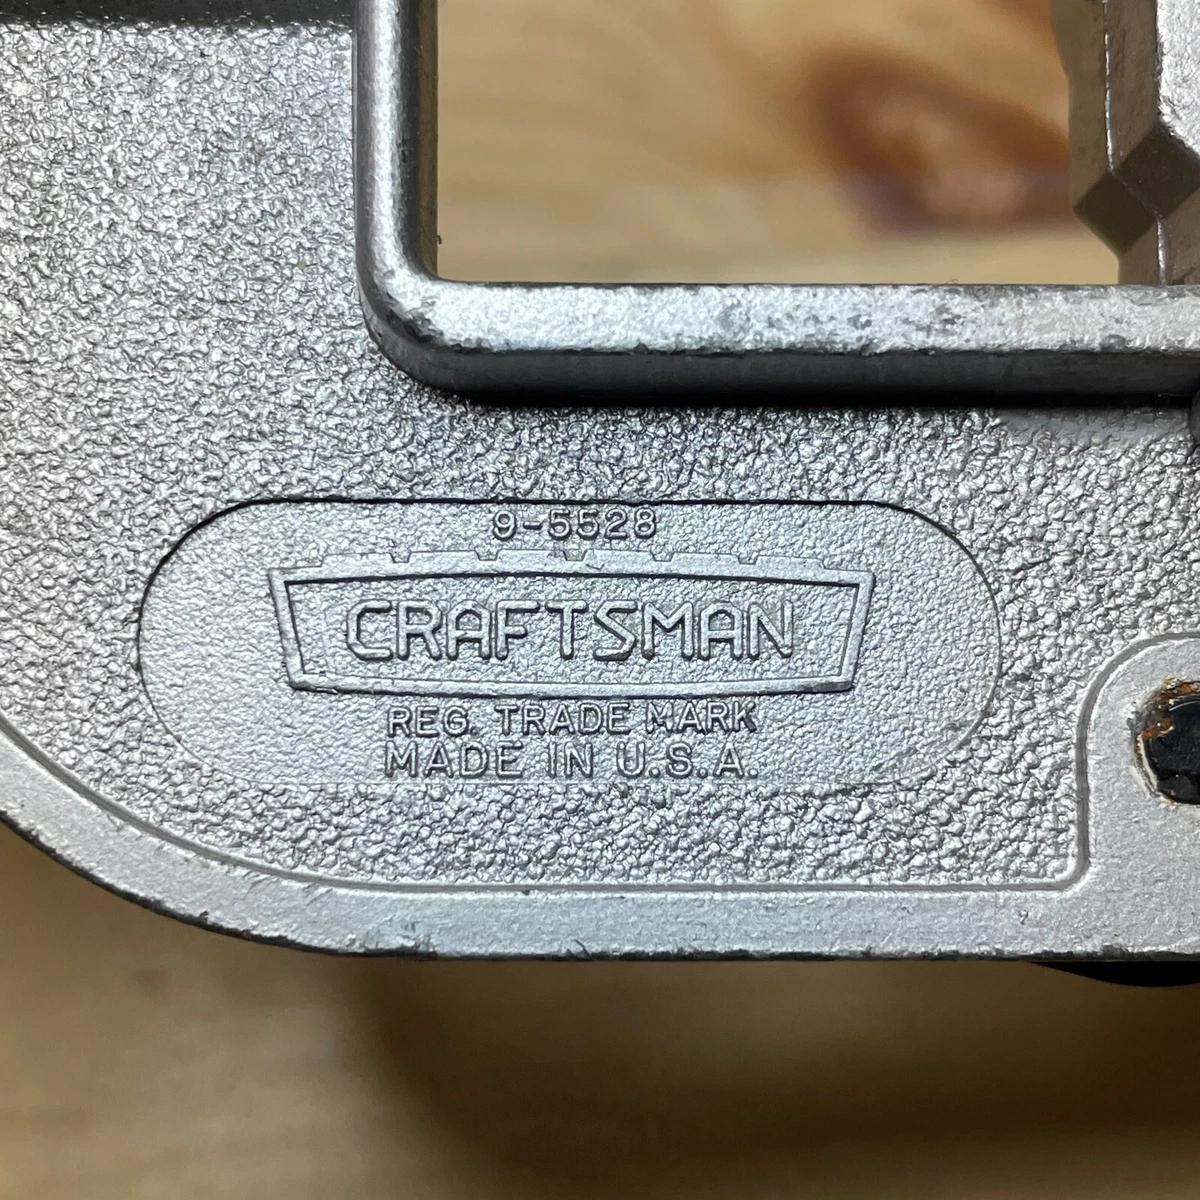 9-5528
CRAFTSMAN
REG. TRADE MARK
MADE IN U.S.A.